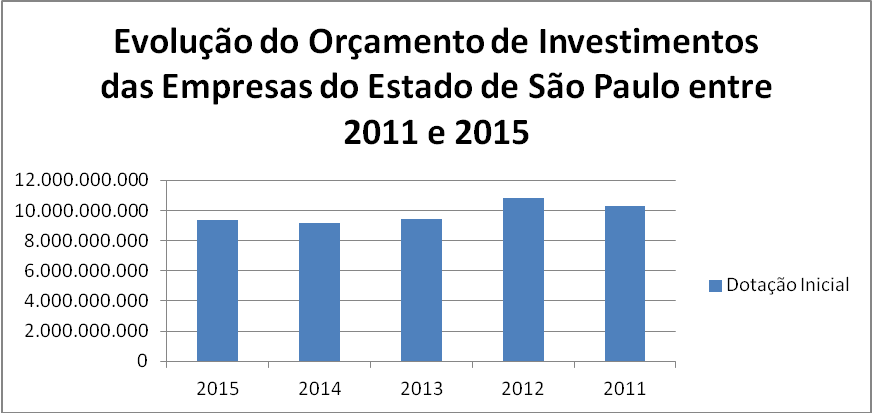 Evolução do Orçamento de Investimentos
das Empresas do Estado de São Paulo entre
2011 e 2015
12.000.000.000
10.000.000.000
8.000.000.000
6.000.000.000
4.000.000.000
2.000.000.000
0
2015 2014 2013 2012 2011
Dotação Inicial